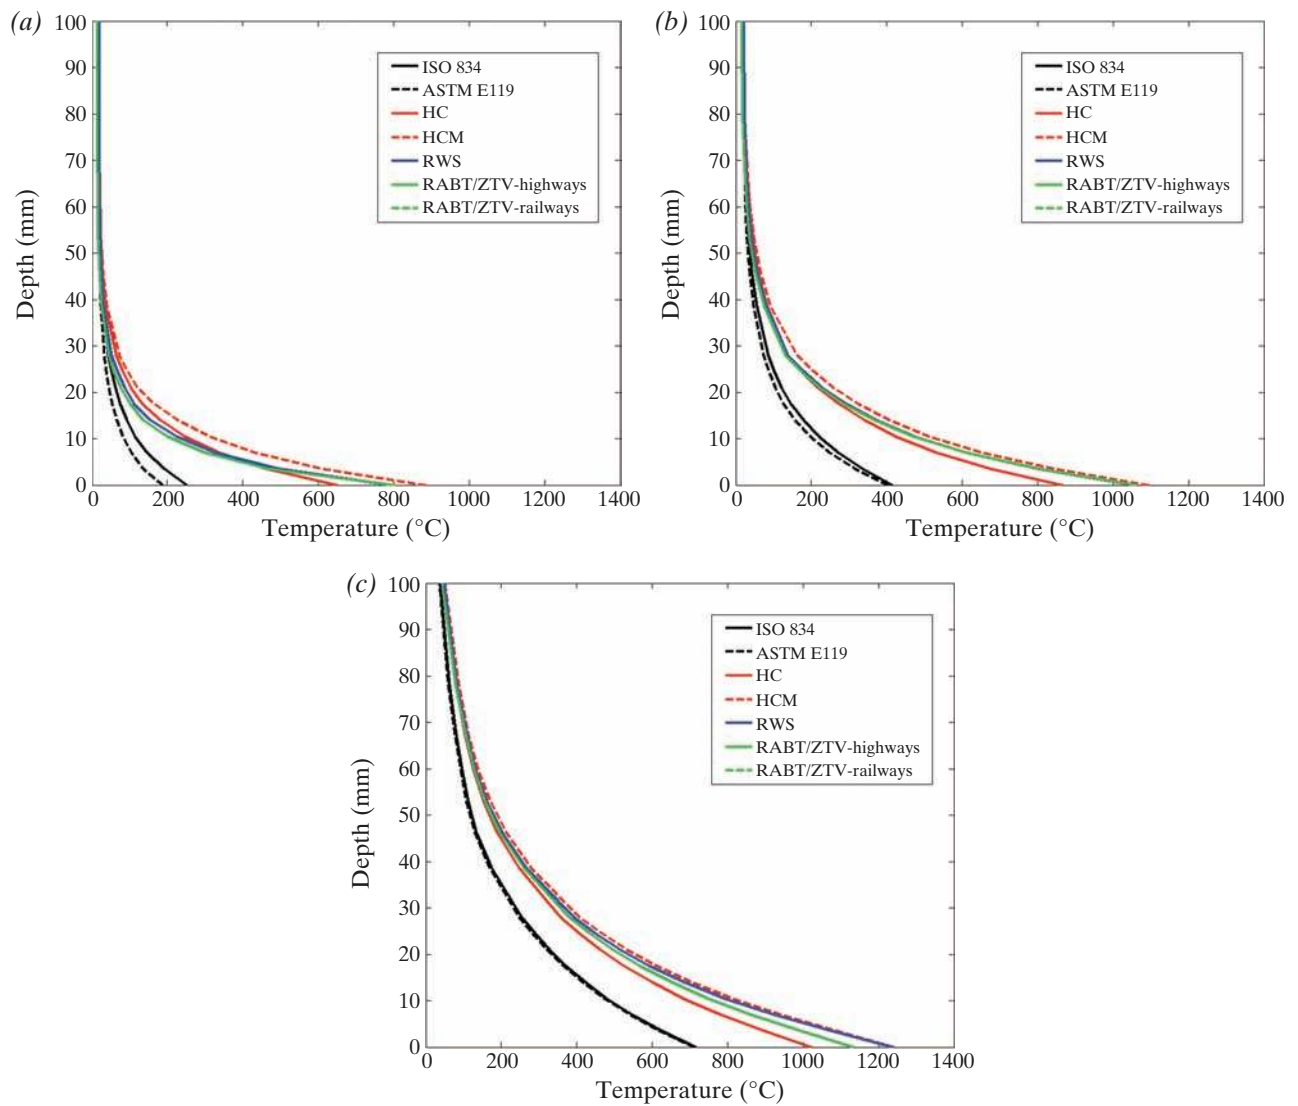 (a)
100
90
80
70
60
50
40
30
20
10
0
Depth (mm)
ISO 834
ASTM E119
HC
HCM
RWS
RABT/ZTV-highways
RABT/ZTV-railways
0 200 400 600 800 1000 1200 1400
Temperature (°C)
(b)
100
90
80
70
60
50
40
30
20
10
0
Depth (mm)
ISO 834
ASTM E119
HC
HCM
RWS
RABT/ZTV-highways
RABT/ZTV-railways
0 200 400 600 800 1000 1200 1400
Temperature (°C)
(c)
100
90
80
70
60
50
40
30
20
10
0
Depth (mm)
ISO 834
ASTM E119
HC
HCM
RWS
RABT/ZTV-highways
RABT/ZTV-railways
0 200 400 600 800 1000 1200 1400
Temperature (°C)